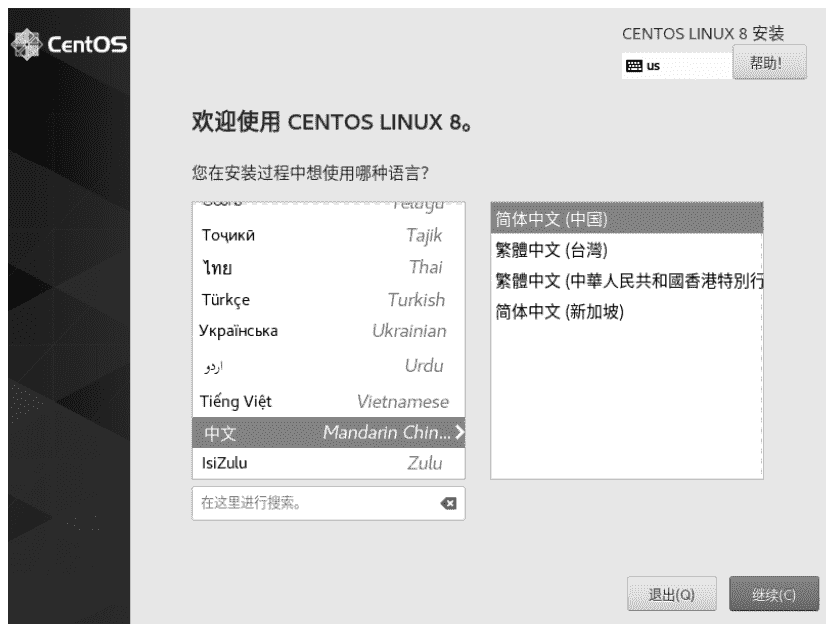 CentOS
CENTOS LINUX 8 安装
us
帮助!
欢迎使用 CENTOS LINUX 8。
您在安装过程中想使用哪种语言?
Тоҷикӣ Tajik
ไทย Thai
Türkçe Turkish
Українська Ukrainian
اردو Urdu
Tiếng Việt Vietnamese
中文 Mandarin Chin...
IsiZulu Zulu
简体中文 (中国)
繁體中文 (台灣)
繁體中文 (中華人民共和國香港特別行
简体中文 (新加坡)
在这里进行搜索。
退出(Q)
继续(C)